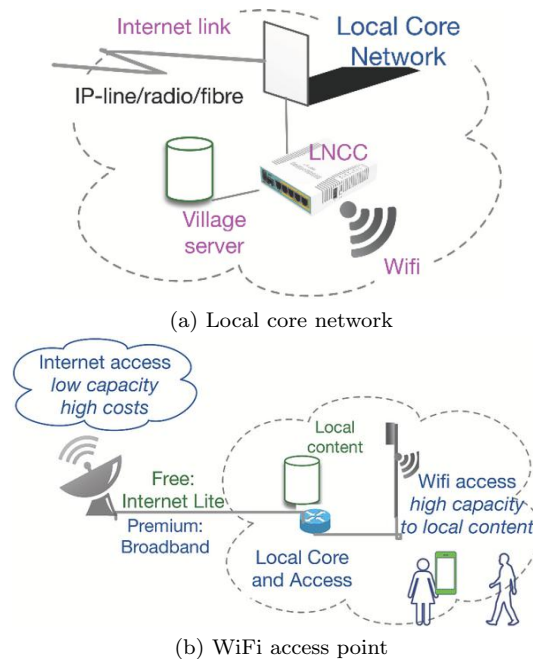 Internet link
Local Core
Network
IP-line/radio/fibre
LNCC
Village
server
Wifi
(a) Local core network
Internet access
low capacity
high costs
Local
content
Free:
Internet Lite
Premium:
Broadband
Wifi access
high capacity
to local content
Local Core
and Access
(b) WiFi access point